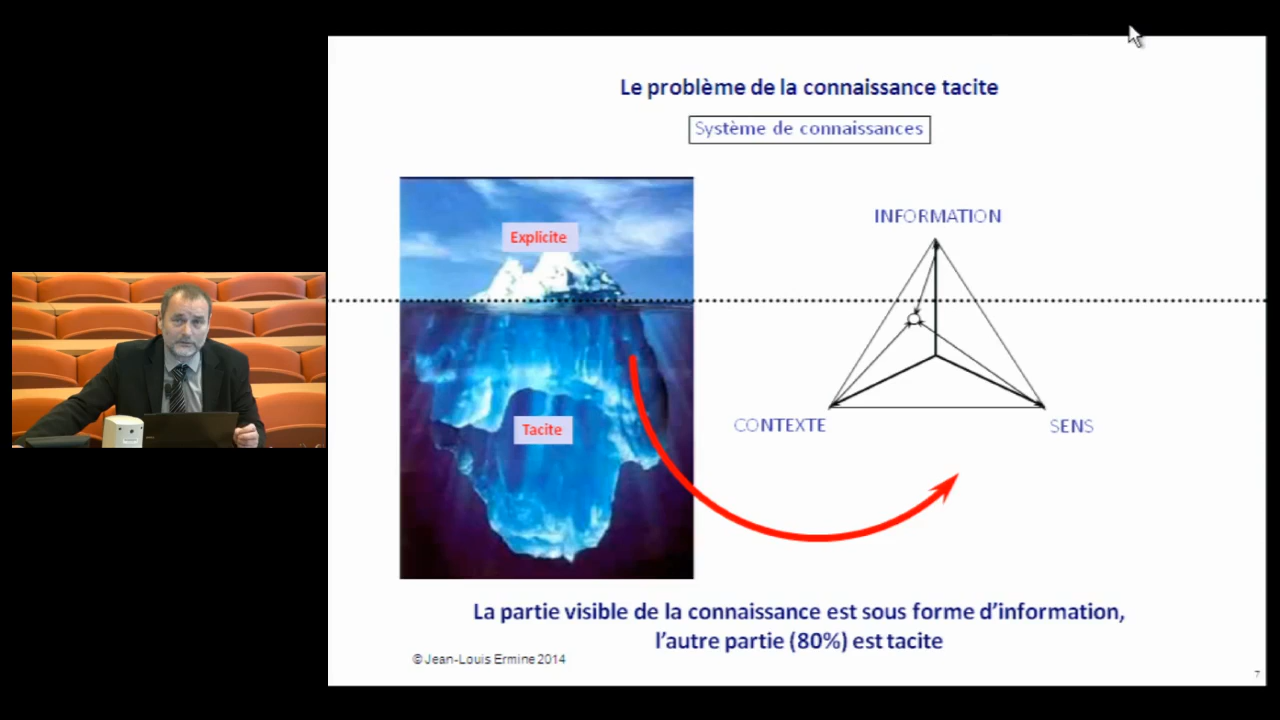 Le problème de la connaissance tacite
Système de connaissances
Explicite
INFORMATION
Tacite
CONTEXTE
SENS
La partie visible de la connaissance est sous forme d’information,
l’autre partie (80%) est tacite
© Jean-Louis Ermine 2014
7